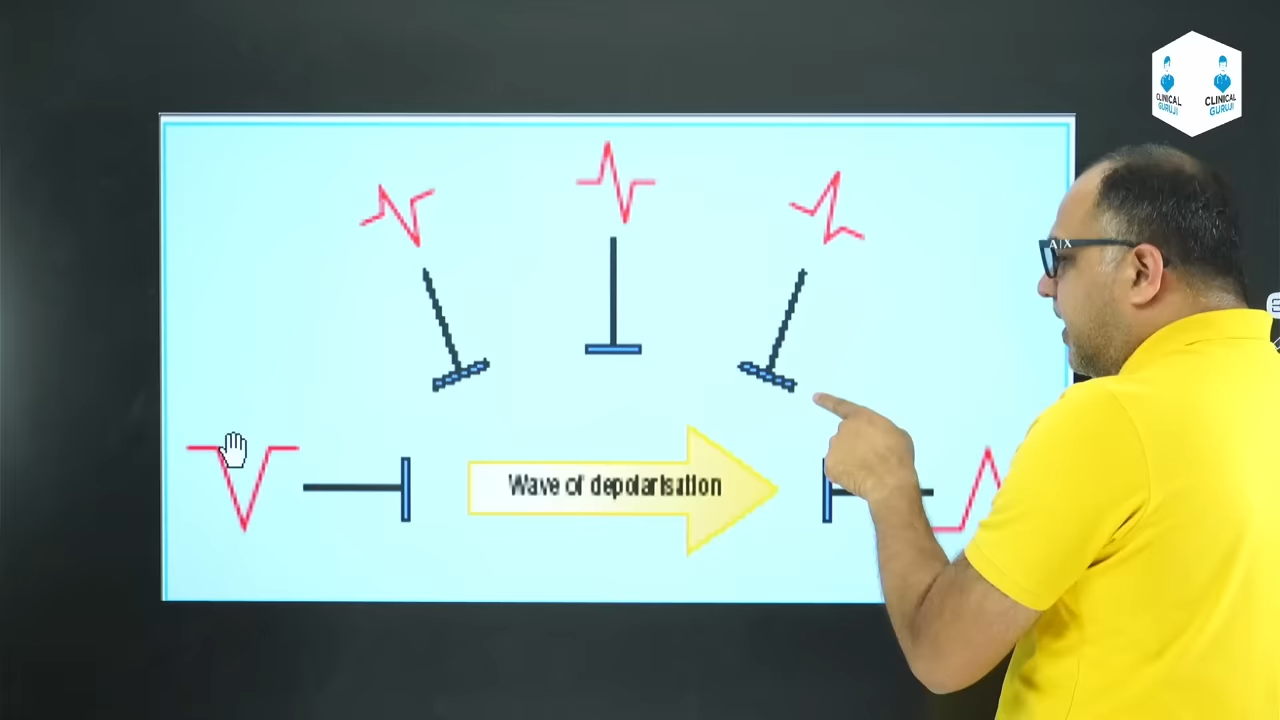 CLINICAL
GURUJI
CLINICAL
GURUJI
A|X
Wave of depolarisation